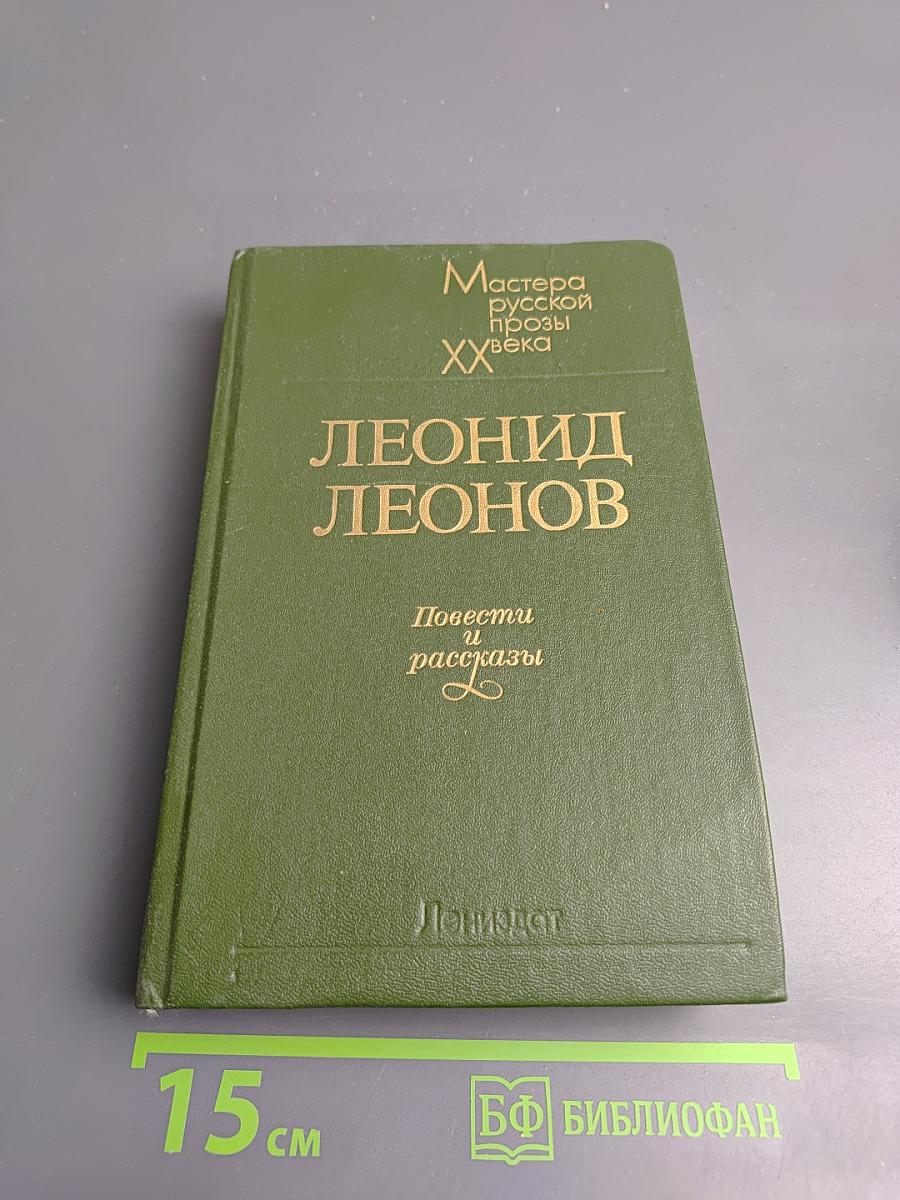 Мастера
русской
прозы
XX века
ЛЕОНИД
ЛЕОНОВ
Повести
и
рассказы
Лениздат
15 см
БФ БИБЛИОФАН